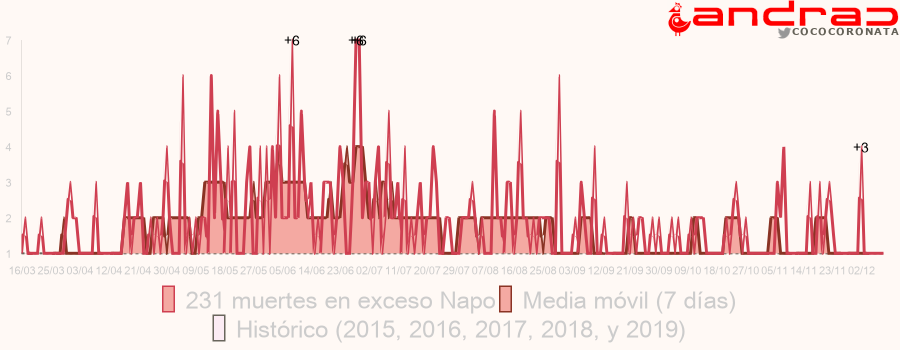 andrac
COCOCORONATA
+6
+6
+6
+3
7
6
5
4
3
2
1
16/03 25/03 03/04 12/04 21/04 30/04 09/05 18/05 27/05 05/06 14/06 23/06 02/07 11/07 20/07 29/07 07/08 16/08 25/08 03/09 12/09 21/09 30/09 09/10 18/10 27/10 05/11 14/11 23/11 02/12
231 muertes en exceso Napo Media móvil (7 días)
Histórico (2015, 2016, 2017, 2018, y 2019)